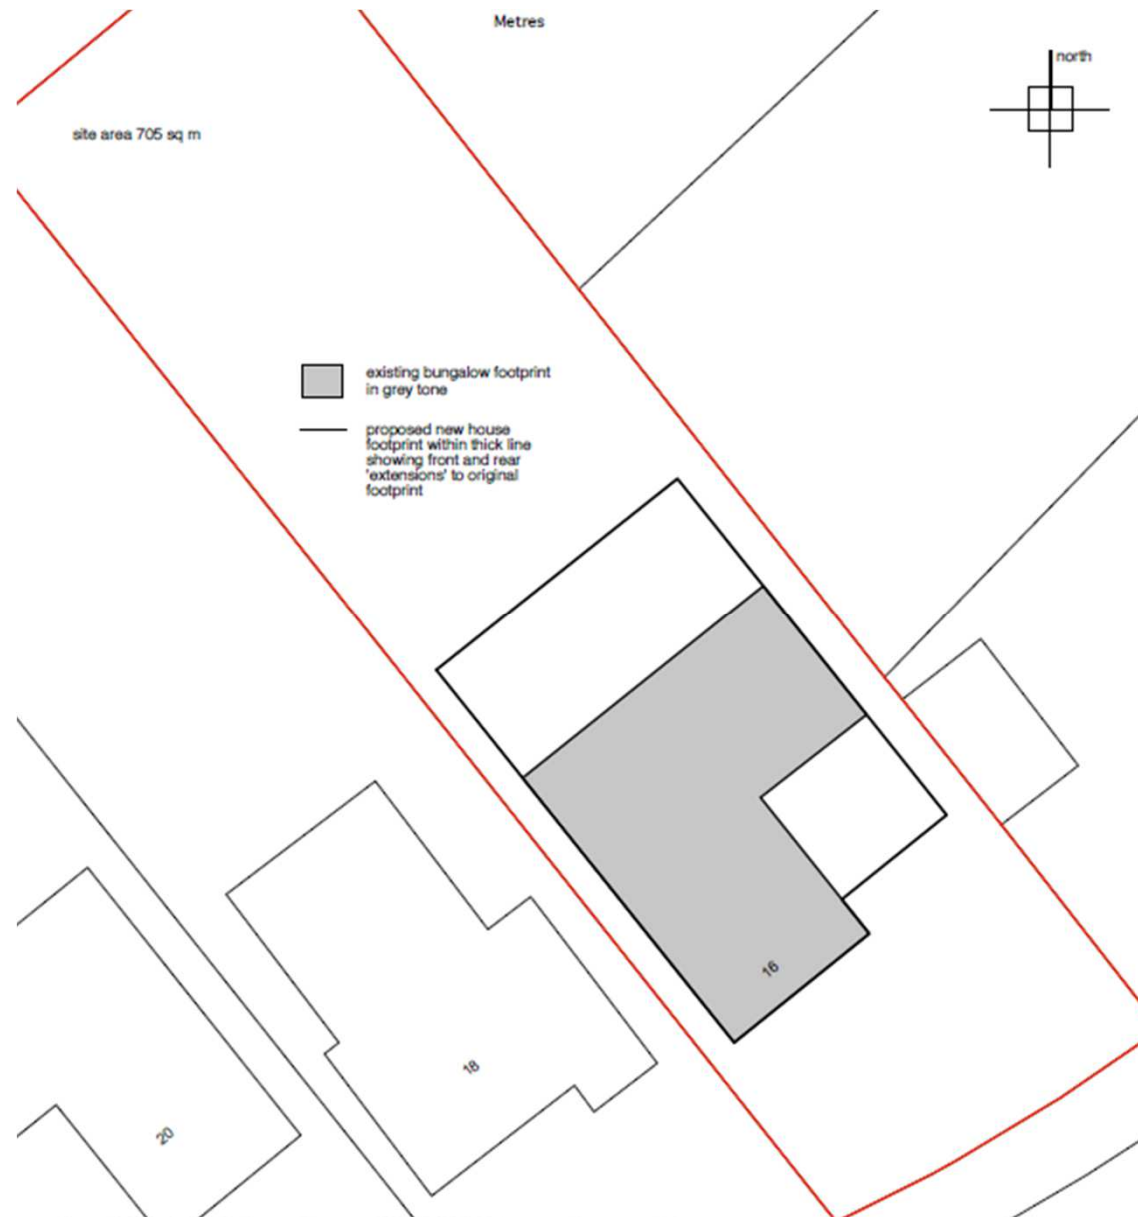 Metres
north
site area 705 sq m
existing bungalow footprint
in grey tone
proposed new house
footprint within thick line
showing front and rear
'extensions' to original
footprint
16
18
20